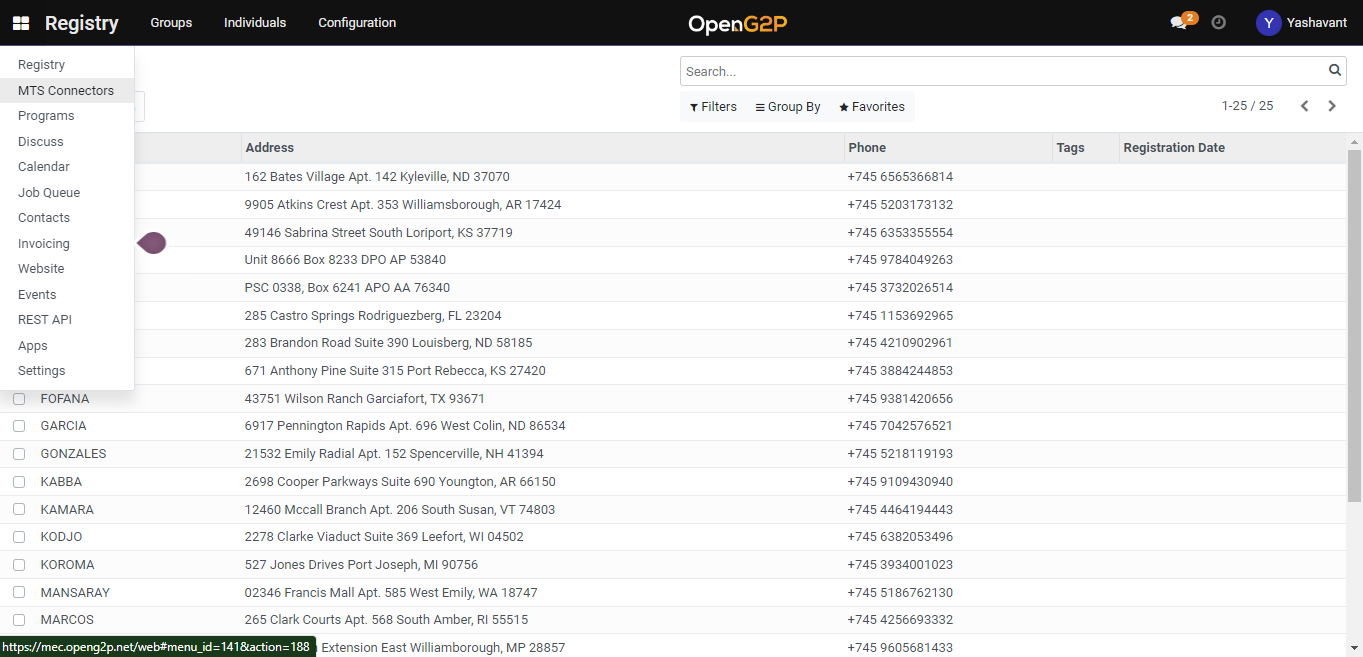 Registry Groups Individuals Configuration OpenG2P 2 Y Yashavant
Registry
MTS Connectors
Programs
Discuss
Calendar
Job Queue
Contacts
Invoicing
Website
Events
REST API
Apps
Settings
Search...
Filters Group By Favorites 1-25 / 25
Address Phone Tags Registration Date
162 Bates Village Apt. 142 Kyleville, ND 37070 +745 6565366814
9905 Atkins Crest Apt. 353 Williamsborough, AR 17424 +745 5203173132
49146 Sabrina Street South Loriport, KS 37719 +745 6353355554
Unit 8666 Box 8233 DPO AP 53840 +745 9784049263
PSC 0338, Box 6241 APO AA 76340 +745 3732026514
285 Castro Springs Rodriguezberg, FL 23204 +745 1153692965
283 Brandon Road Suite 390 Louisberg, ND 58185 +745 4210902961
671 Anthony Pine Suite 315 Port Rebecca, KS 27420 +745 3884244853
FOFANA 43751 Wilson Ranch Garciafort, TX 93671 +745 9381420656
GARCIA 6917 Pennington Rapids Apt. 696 West Colin, ND 86534 +745 7042576521
GONZALES 21532 Emily Radial Apt. 152 Spencerville, NH 41394 +745 5218119193
KABBA 2698 Cooper Parkways Suite 690 Youngton, AR 66150 +745 9109430940
KAMARA 12460 Mccall Branch Apt. 206 South Susan, VT 74803 +745 4464194443
KODJO 2278 Clarke Viaduct Suite 369 Leefort, WI 04502 +745 6382053496
KOROMA 527 Jones Drives Port Joseph, MI 90756 +745 3934001023
MANSARAY 02346 Francis Mall Apt. 585 West Emily, WA 18747 +745 5186762130
MARCOS 265 Clark Courts Apt. 568 South Amber, RI 55515 +745 4256693332
https://mec.openg2p.net/web#menu_id=141&action=188 Extension East Williamborough, MP 28857 +745 9605681433